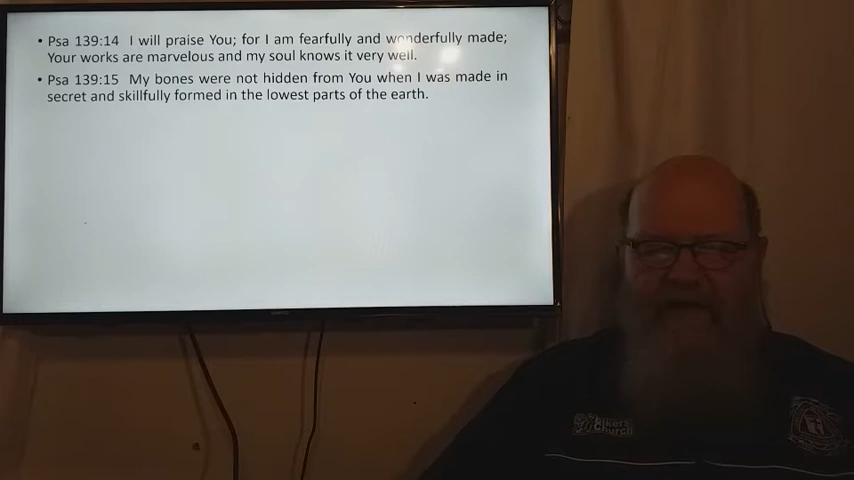 • Psa 139:14 I will praise You; for I am fearfully and wonderfully made;
Your works are marvelous and my soul knows it very well.
• Psa 139:15 My bones were not hidden from You when I was made in
secret and skillfully formed in the lowest parts of the earth.
Bikers
Church